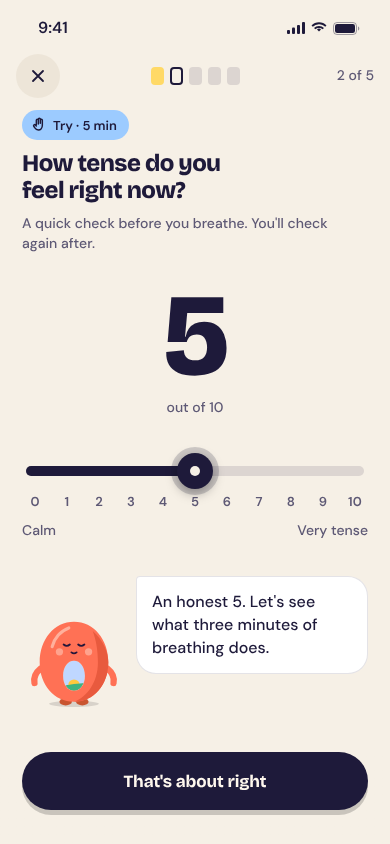 9:41
2 of 5
Try · 5 min
How tense do you
feel right now?
A quick check before you breathe. You'll check
again after.
5
out of 10
0 1 2 3 4 5 6 7 8 9 10
Calm Very tense
An honest 5. Let's see
what three minutes of
breathing does.
That's about right